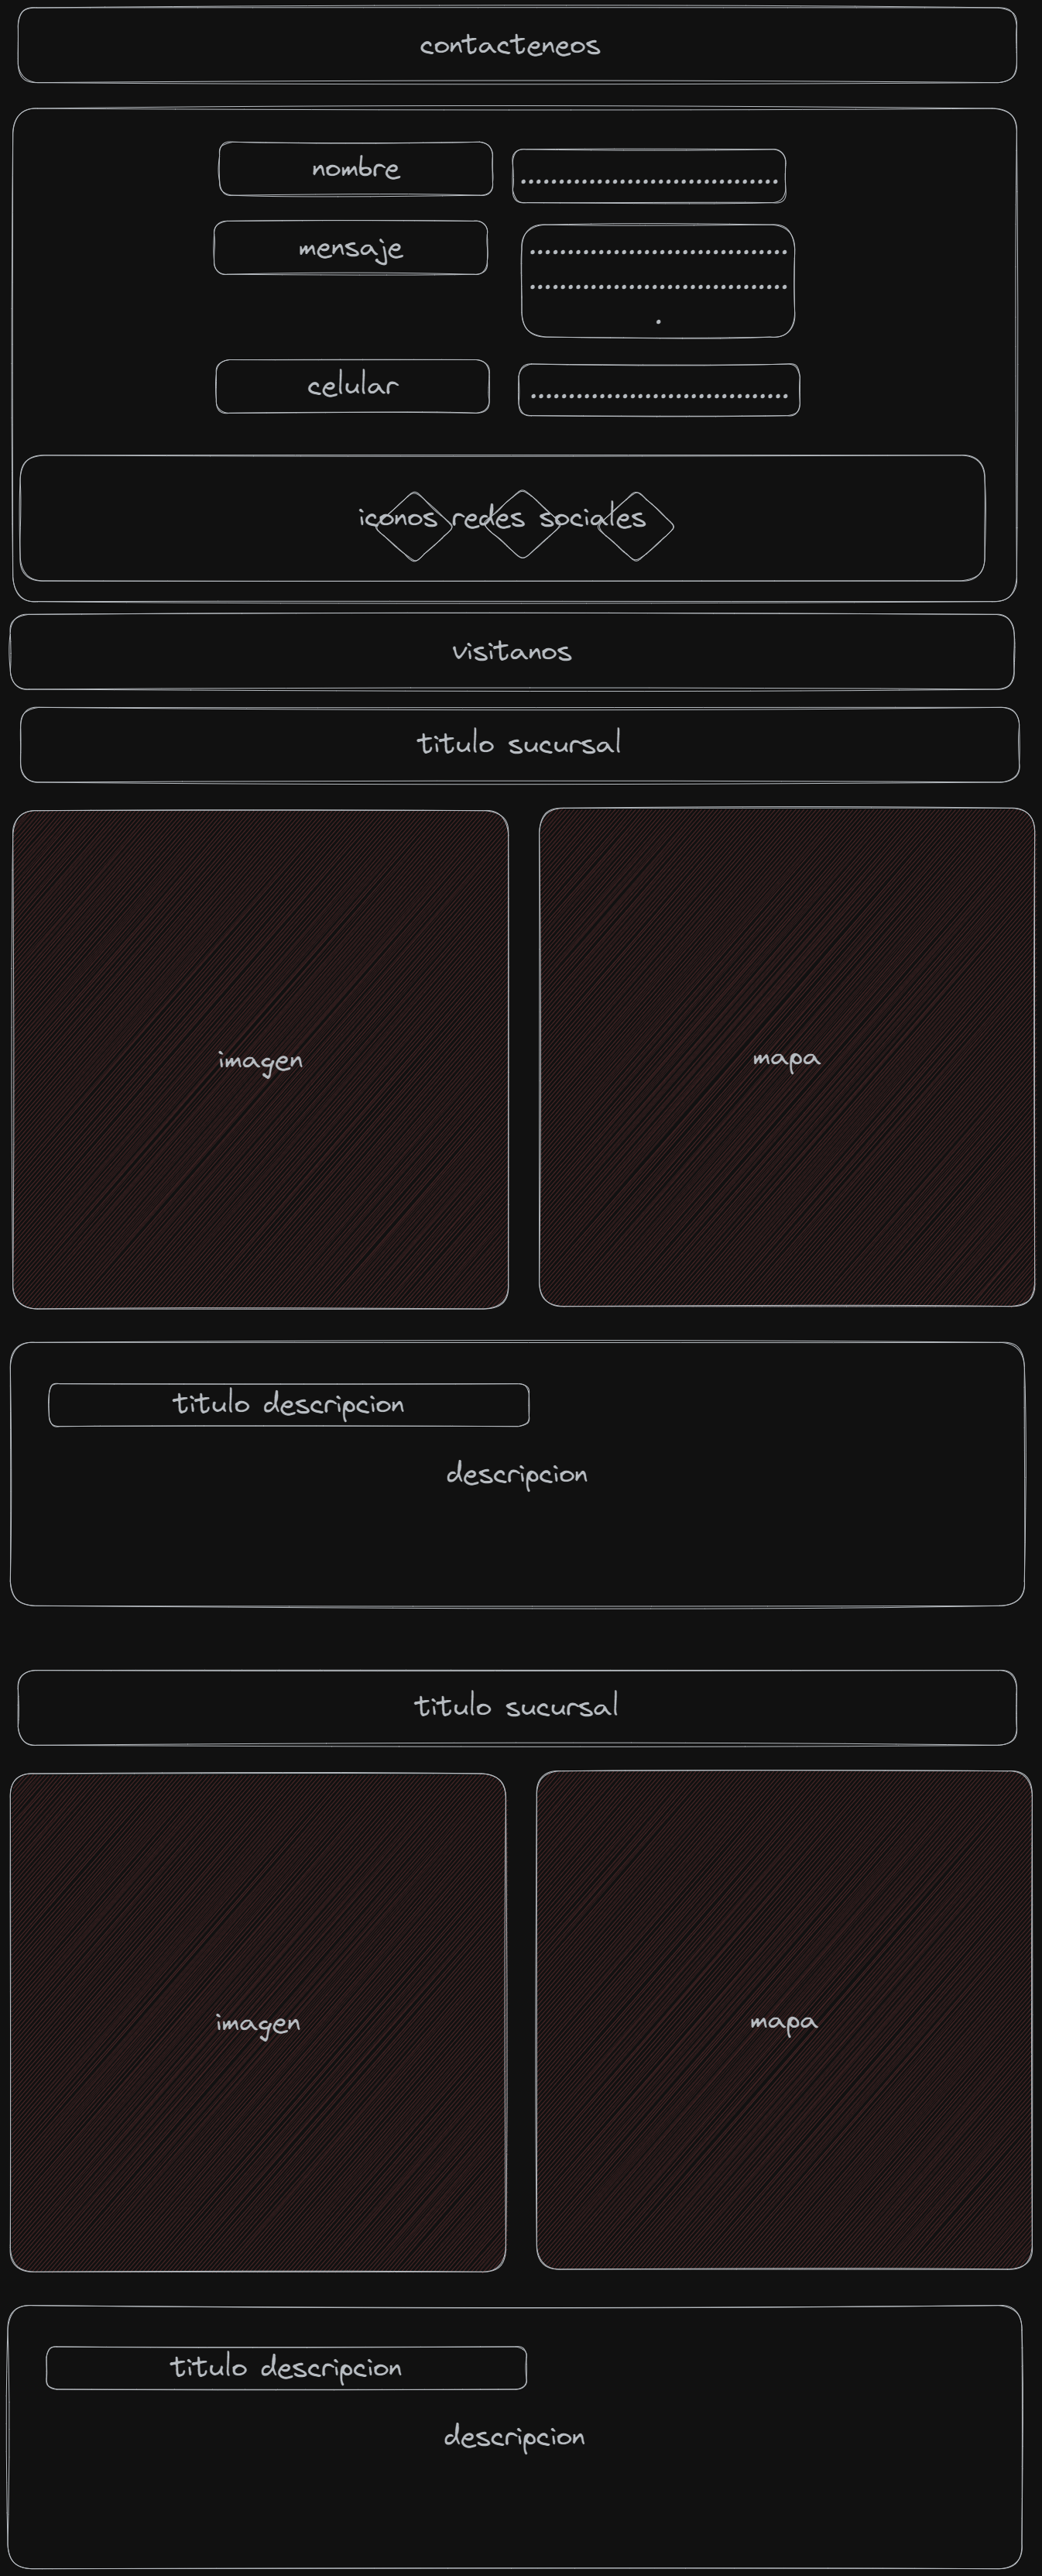 contacteneos
nombre
.................................
mensaje
.................................
.................................
.
celular
.................................
iconos redes sociales
visitanos
titulo sucursal
imagen
mapa
titulo descripcion
descripcion
titulo sucursal
imagen
mapa
titulo descripcion
descripcion